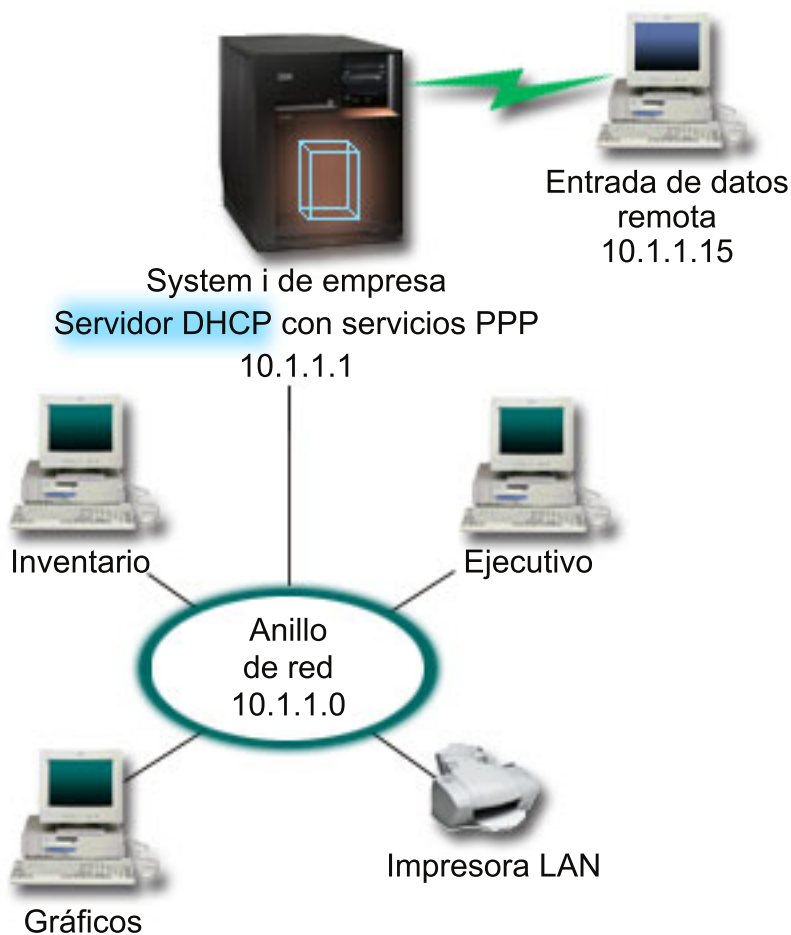 Entrada de datos
remota
10.1.1.15
System i de empresa
Servidor DHCP con servicios PPP
10.1.1.1
Inventario
Ejecutivo
Anillo
de red
10.1.1.0
Impresora LAN
Gráficos